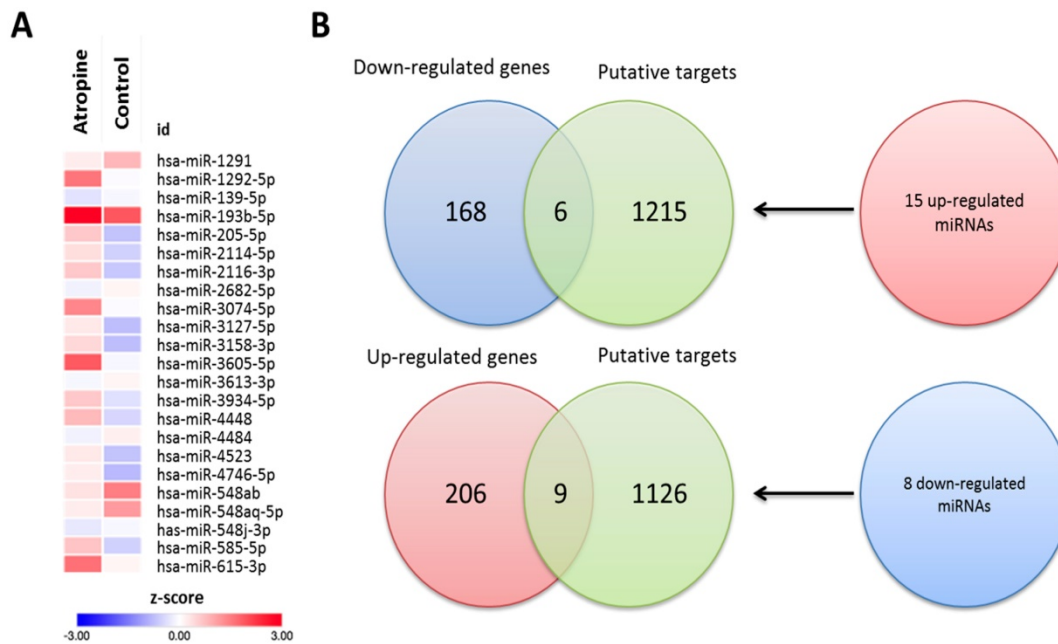 A
Atropine
Control
id
hsa-miR-1291
hsa-miR-1292-5p
hsa-miR-139-5p
hsa-miR-193b-5p
hsa-miR-205-5p
hsa-miR-2114-5p
hsa-miR-2116-3p
hsa-miR-2682-5p
hsa-miR-3074-5p
hsa-miR-3127-5p
hsa-miR-3158-3p
hsa-miR-3605-5p
hsa-miR-3613-3p
hsa-miR-3934-5p
hsa-miR-4448
hsa-miR-4484
hsa-miR-4523
hsa-miR-4746-5p
hsa-miR-548ab
hsa-miR-548aq-5p
has-miR-548j-3p
hsa-miR-585-5p
hsa-miR-615-3p
z-score
-3.00 0.00 3.00
B
Down-regulated genes Putative targets
168 6 1215
15 up-regulated
miRNAs
Up-regulated genes Putative targets
206 9 1126
8 down-regulated
miRNAs